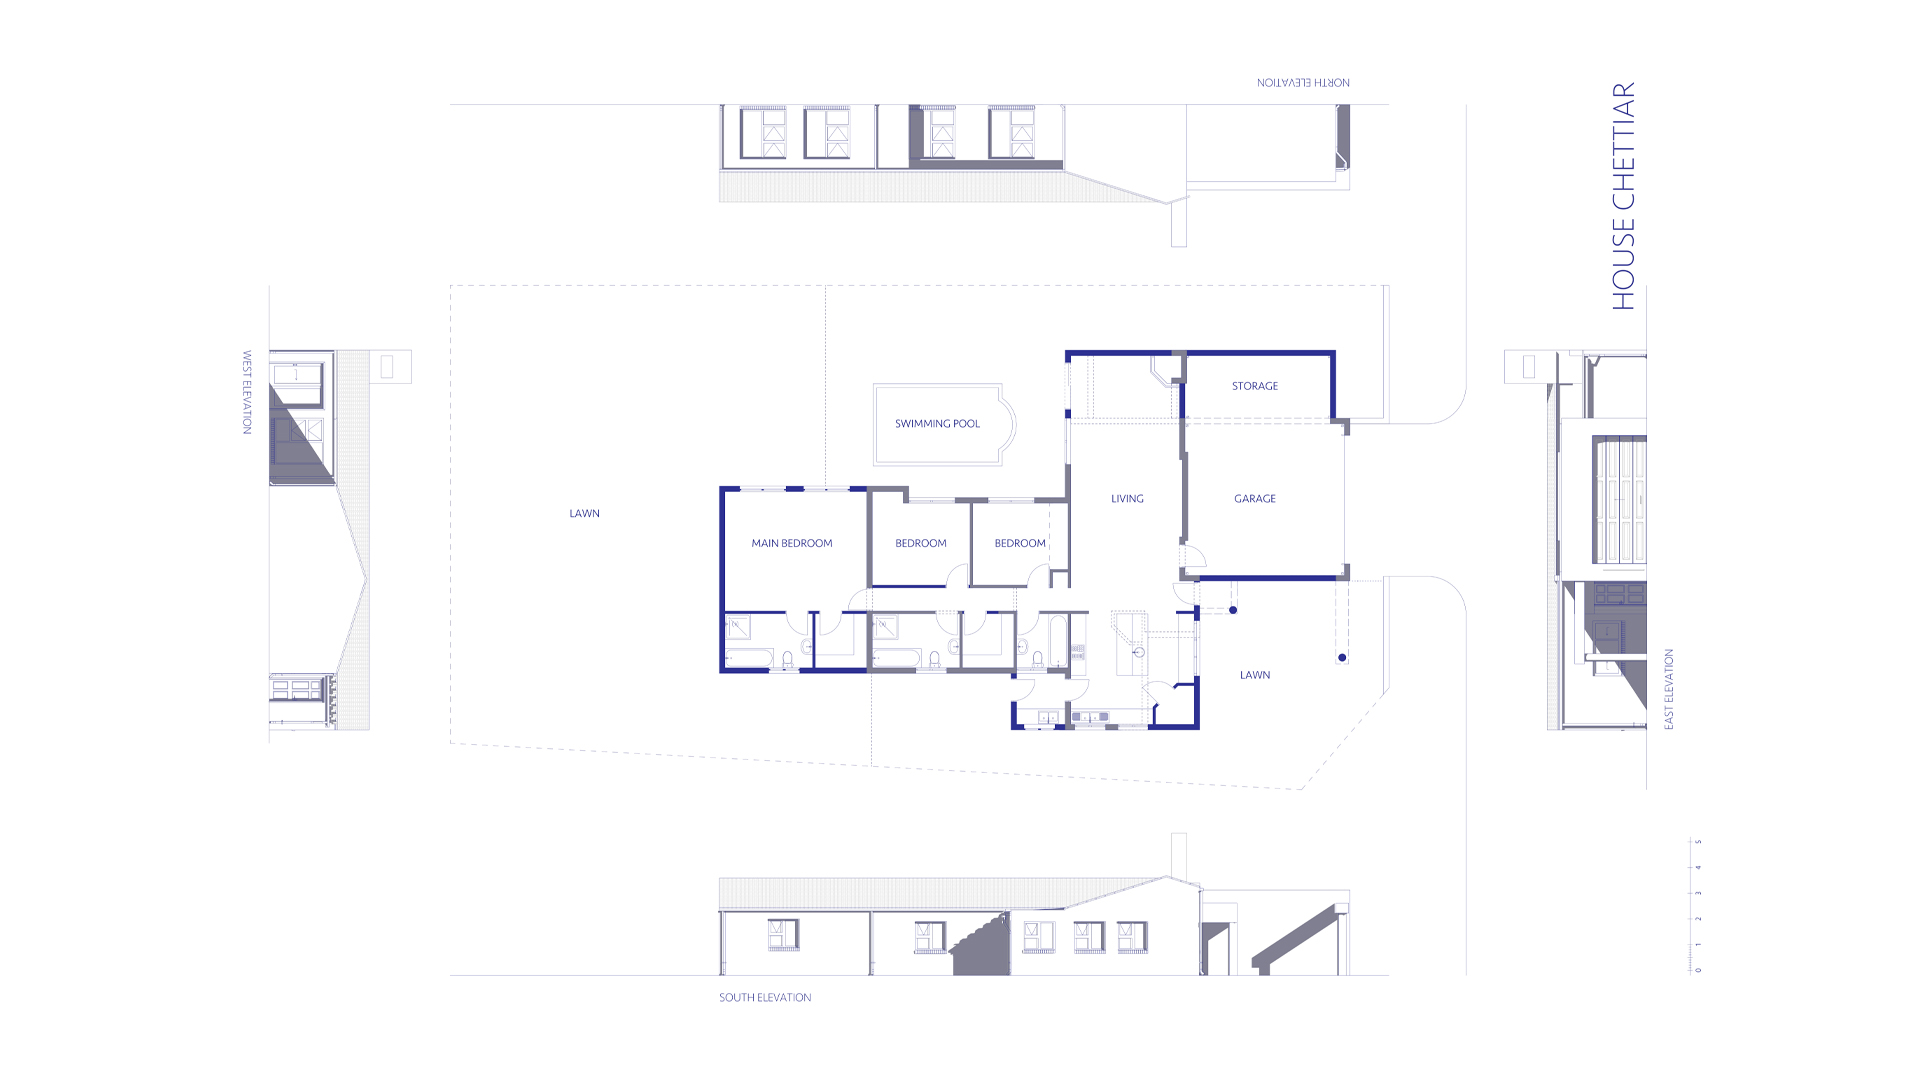 NORTH ELEVATION
HOUSE CHETTIAR
WEST ELEVATION
STORAGE
SWIMMING POOL
LIVING
GARAGE
LAWN
MAIN BEDROOM
BEDROOM
BEDROOM
LAWN
EAST ELEVATION
SOUTH ELEVATION
0 1 2 3 4 5